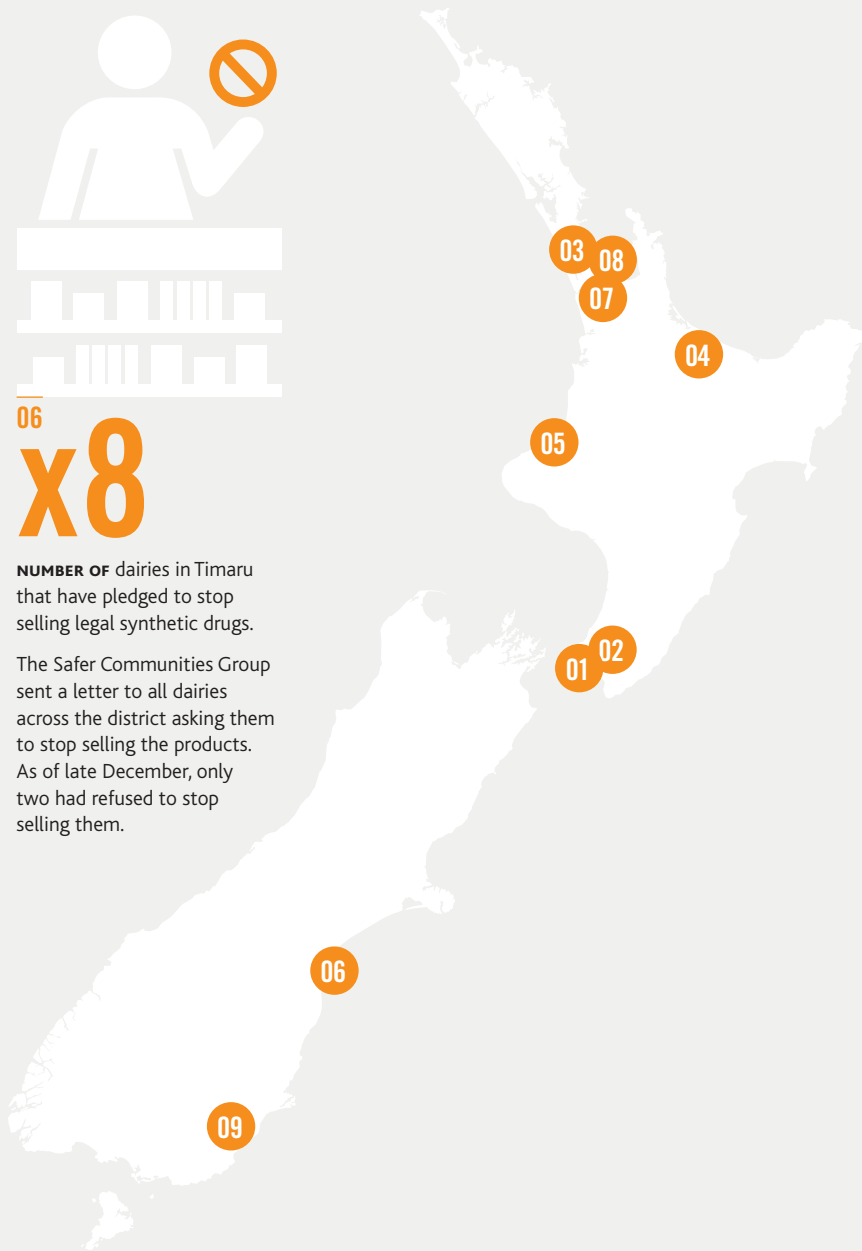 06
x8
NUMBER OF dairies in Timaru
that have pledged to stop
selling legal synthetic drugs.
The Safer Communities Group
sent a letter to all dairies
across the district asking them
to stop selling the products.
As of late December, only
two had refused to stop
selling them.
03
08
07
04
05
02
01
06
09